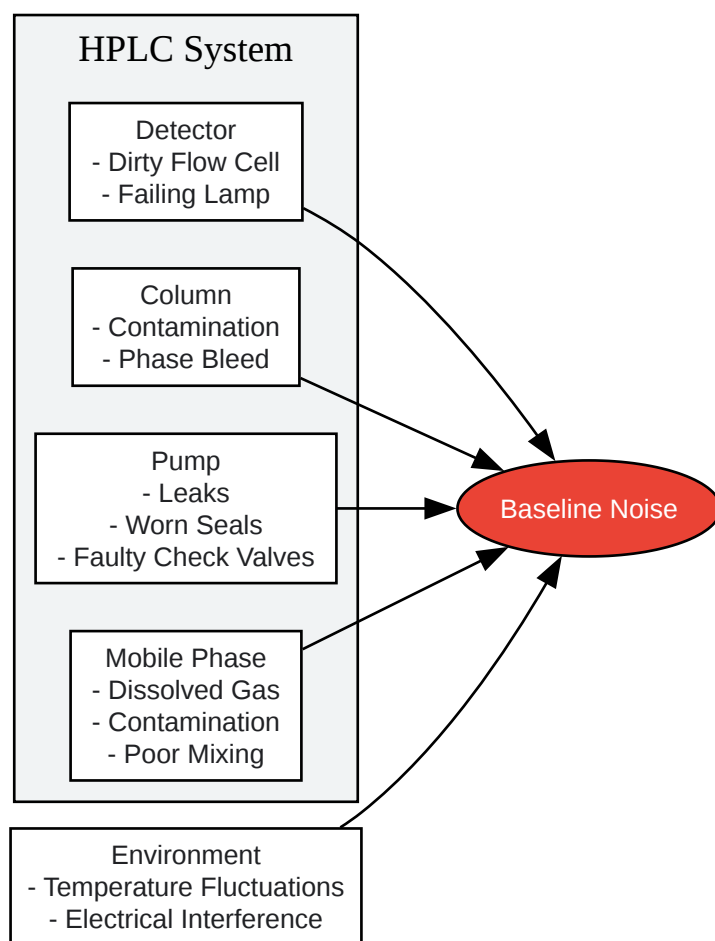 HPLC System
Detector
- Dirty Flow Cell
- Failing Lamp
Column
- Contamination
- Phase Bleed
Pump
- Leaks
- Worn Seals
- Faulty Check Valves
Baseline Noise
Mobile Phase
- Dissolved Gas
- Contamination
- Poor Mixing
Environment
- Temperature Fluctuations
- Electrical Interference